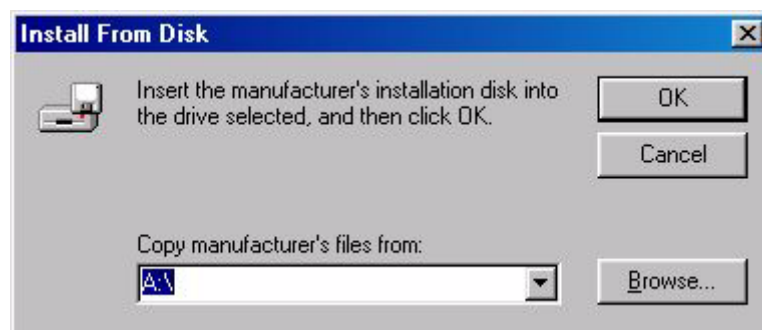 Install From Disk
Insert the manufacturer's installation disk into
the drive selected, and then click OK.
OK
Cancel
Copy manufacturer's files from:
A:\
Browse...